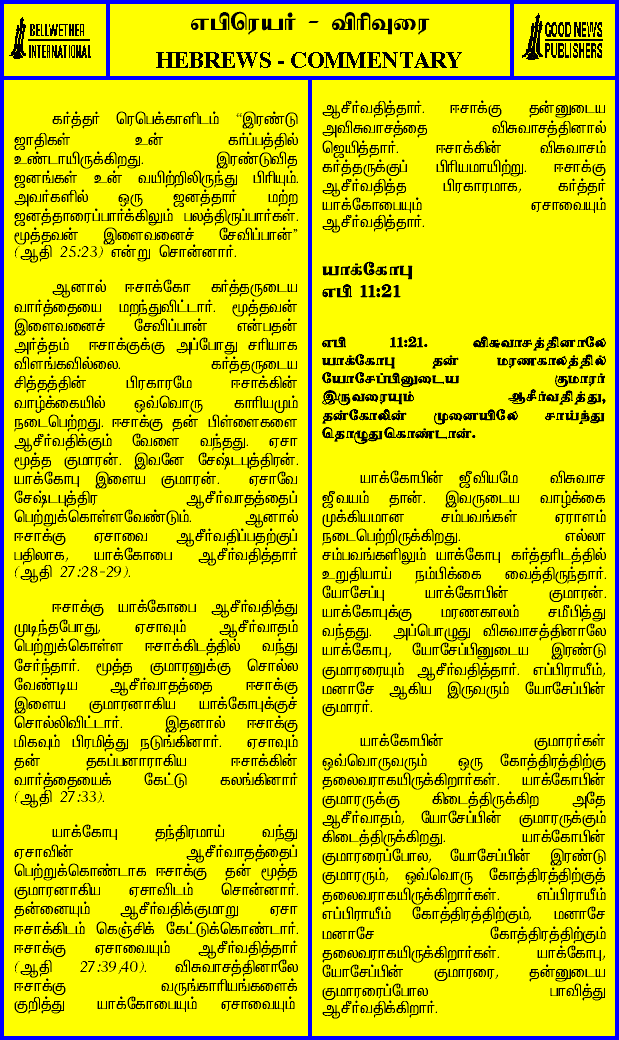 BELLWETHER
INTERNATIONAL
எபிரெயர் - விரிவுரை
HEBREWS - COMMENTARY
GOOD NEWS
PUBLISHERS
கர்த்தர் ரெபெக்காளிடம் “இரண்டு
ஜாதிகள் உன் கர்ப்பத்தில்
உண்டாயிருக்கிறது. இரண்டுவித
ஜனங்கள் உன் வயிற்றிலிருந்து பிரியும்.
அவர்களில் ஒரு ஜனத்தார் மற்ற
ஜனத்தாரைப்பார்க்கிலும் பலத்திருப்பார்கள்.
மூத்தவன் இளைவனைச் சேவிப்பான்”
(ஆதி 25:23) என்று சொன்னார்.
ஆனால் ஈசாக்கோ கர்த்தருடைய
வார்த்தையை மறந்துவிட்டார். மூத்தவன்
இளைவனைச் சேவிப்பான் என்பதன்
அர்த்தம் ஈசாக்குக்கு அப்போது சரியாக
விளங்கவில்லை. கர்த்தருடைய
சித்தத்தின் பிரகாரமே ஈசாக்கின்
வாழ்க்கையில் ஒவ்வொரு காரியமும்
நடைபெற்றது. ஈசாக்கு தன் பிள்ளைகளை
ஆசீர்வதிக்கும் வேளை வந்தது. ஏசா
மூத்த குமாரன். இவனே சேஷ்டபுத்திரன்.
யாக்கோபு இளைய குமாரன். ஏசாவே
சேஷ்டபுத்திர ஆசீர்வாதத்தைப்
பெற்றுக்கொள்ளவேண்டும். ஆனால்
ஈசாக்கு ஏசாவை ஆசீர்வதிப்பதற்குப்
பதிலாக, யாக்கோபை ஆசீர்வதித்தார்
(ஆதி 27:28-29).
ஈசாக்கு யாக்கோபை ஆசீர்வதித்து
முடிந்தபோது, ஏசாவும் ஆசீர்வாதம்
பெற்றுக்கொள்ள ஈசாக்கிடத்தில் வந்து
சேர்ந்தார். மூத்த குமாரனுக்கு சொல்ல
வேண்டிய ஆசீர்வாதத்தை ஈசாக்கு
இளைய குமாரனாகிய யாக்கோபுக்குச்
சொல்லிவிட்டார். இதனால் ஈசாக்கு
மிகவும் பிரமித்து நடுங்கினார். ஏசாவும்
தன் தகப்பனாராகிய ஈசாக்கின்
வார்த்தையைக் கேட்டு கலங்கினார்
(ஆதி 27:33).
யாக்கோபு தந்திரமாய் வந்து
ஏசாவின் ஆசீர்வாதத்தைப்
பெற்றுக்கொண்டாக ஈசாக்கு தன் மூத்த
குமாரனாகிய ஏசாவிடம் சொன்னார்.
தன்னையும் ஆசீர்வதிக்குமாறு ஏசா
ஈசாக்கிடம் கெஞ்சிக் கேட்டுக்கொண்டார்.
ஈசாக்கு ஏசாவையும் ஆசீர்வதித்தார்
(ஆதி 27:39,40). விசுவாசத்தினாலே
ஈசாக்கு வருங்காரியங்களைக்
குறித்து யாக்கோபையும் ஏசாவையும்
ஆசீர்வதித்தார். ஈசாக்கு தன்னுடைய
அவிசுவாசத்தை விசுவாசத்தினால்
ஜெயித்தார். ஈசாக்கின் விசுவாசம்
கர்த்தருக்குப் பிரியமாயிற்று. ஈசாக்கு
ஆசீர்வதித்த பிரகாரமாக, கர்த்தர்
யாக்கோபையும் ஏசாவையும்
ஆசீர்வதித்தார்.
யாக்கோபு
எபி 11:21
எபி 11:21. விசுவாசத்தினாலே
யாக்கோபு தன் மரணகாலத்தில்
யோசேப்பினுடைய குமாரர்
இருவரையும் ஆசீர்வதித்து,
தன்கோலின் முனையிலே சாய்ந்து
தொழுதுகொண்டான்.
யாக்கோபின் ஜீவியமே விசுவாச
ஜீவயம் தான். இவருடைய வாழ்க்கை
முக்கியமான சம்பவங்கள் ஏராளம்
நடைபெற்றிருக்கிறது. எல்லா
சம்பவங்களிலும் யாக்கோபு கர்த்தரிடத்தில்
உறுதியாய் நம்பிக்கை வைத்திருந்தார்.
யோசேப்பு யாக்கோபின் குமாரன்.
யாக்கோபுக்கு மரணகாலம் சமீபித்து
வந்தது. அப்பொழுது விசுவாசத்தினாலே
யாக்கோபு, யோசேப்பினுடைய இரண்டு
குமாரரையும் ஆசீர்வதித்தார். எப்பிராயீம்,
மனாசே ஆகிய இருவரும் யோசேப்பின்
குமாரர்.
யாக்கோபின் குமாரர்கள்
ஒவ்வொருவரும் ஒரு கோத்திரத்திற்கு
தலைவராகயிருக்கிறார்கள். யாக்கோபின்
குமாரருக்கு கிடைத்திருக்கிற அதே
ஆசீர்வாதம், யோசேப்பின் குமாரருக்கும்
கிடைத்திருக்கிறது. யாக்கோபின்
குமாரரைப்போல, யோசேப்பின் இரண்டு
குமாரரும், ஒவ்வொரு கோத்திரத்திற்குத்
தலைவராகயிருக்கிறார்கள். எப்பிராயீம்
எப்பிராயீம் கோத்திரத்திற்கும், மனாசே
மனாசே கோத்திரத்திற்கும்
தலைவராகயிருக்கிறார்கள். யாக்கோபு,
யோசேப்பின் குமாரரை, தன்னுடைய
குமாரரைப்போல பாவித்து
ஆசீர்வதிக்கிறார்.